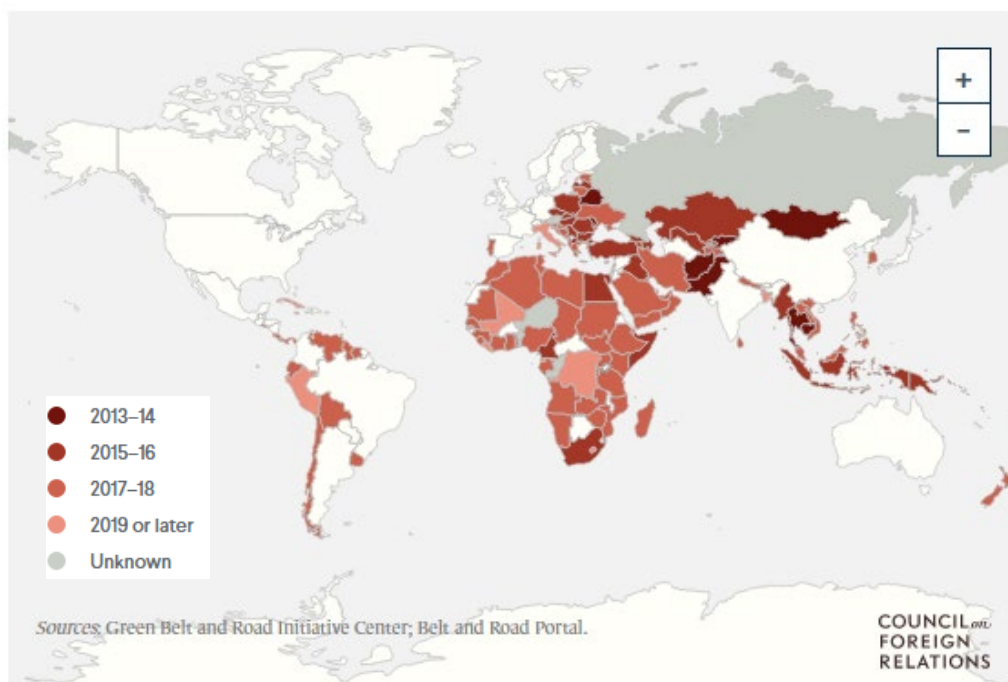 +
−
2013–14
2015–16
2017–18
2019 or later
Unknown
Sources: Green Belt and Road Initiative Center; Belt and Road Portal.
COUNCIL on
FOREIGN
RELATIONS